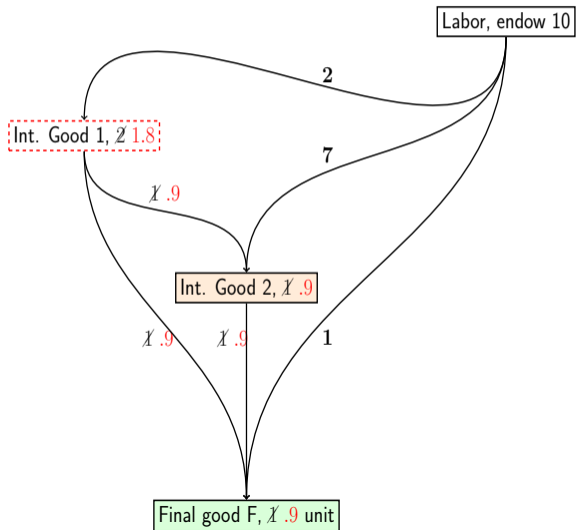 Labor, endow 10
2
Int. Good 1, 2 1.8
7
1 .9
Int. Good 2, 1 .9
1 .9
1 .9
1
Final good F, 1 .9 unit